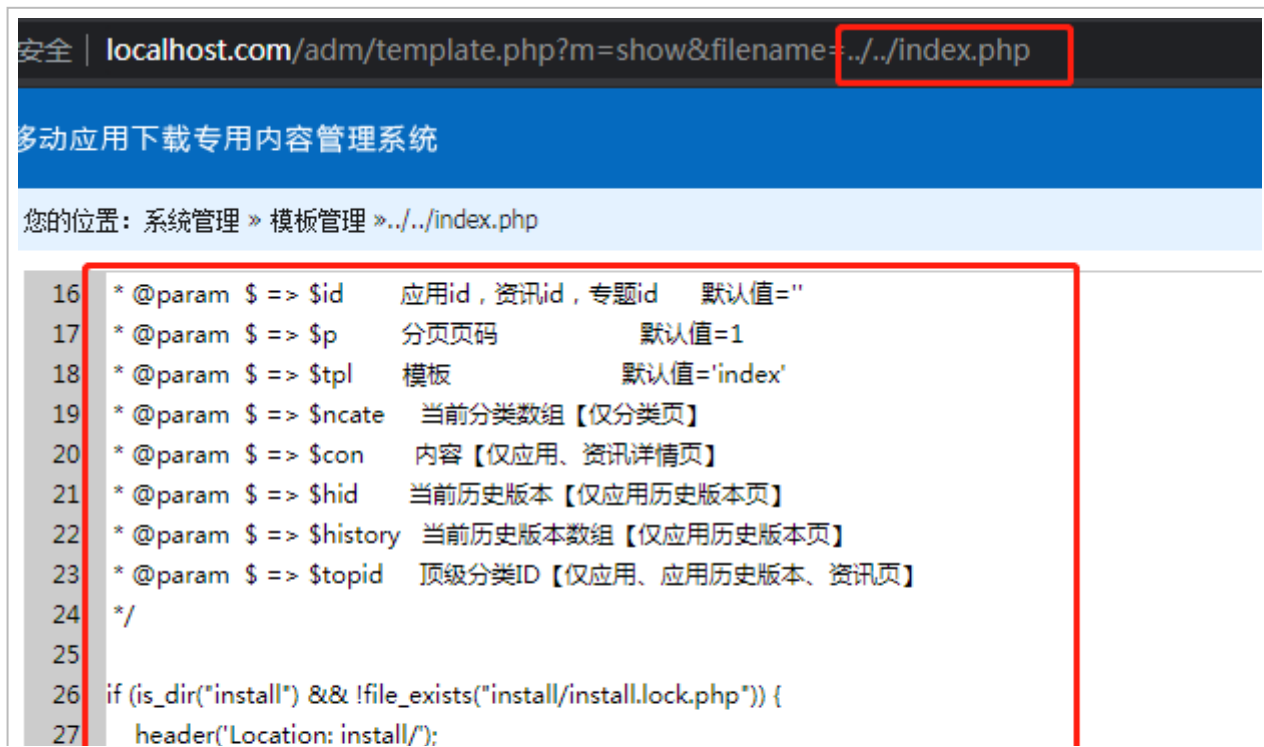 安全 | localhost.com/adm/template.php?m=show&filename=../../index.php
移动应用下载专用内容管理系统
您的位置：系统管理 » 模板管理 »../../index.php
16 * @param $ => $id 应用id，资讯id，专题id 默认值=''
17 * @param $ => $p 分页页码 默认值=1
18 * @param $ => $tpl 模板 默认值='index'
19 * @param $ => $ncate 当前分类数组【仅分类页】
20 * @param $ => $con 内容【仅应用、资讯详情页】
21 * @param $ => $hid 当前历史版本【仅应用历史版本页】
22 * @param $ => $history 当前历史版本数组【仅应用历史版本页】
23 * @param $ => $topid 顶级分类ID【仅应用、应用历史版本、资讯页】
24 */
25
26 if (is_dir("install") && !file_exists("install/install.lock.php")) {
27 header('Location: install/');